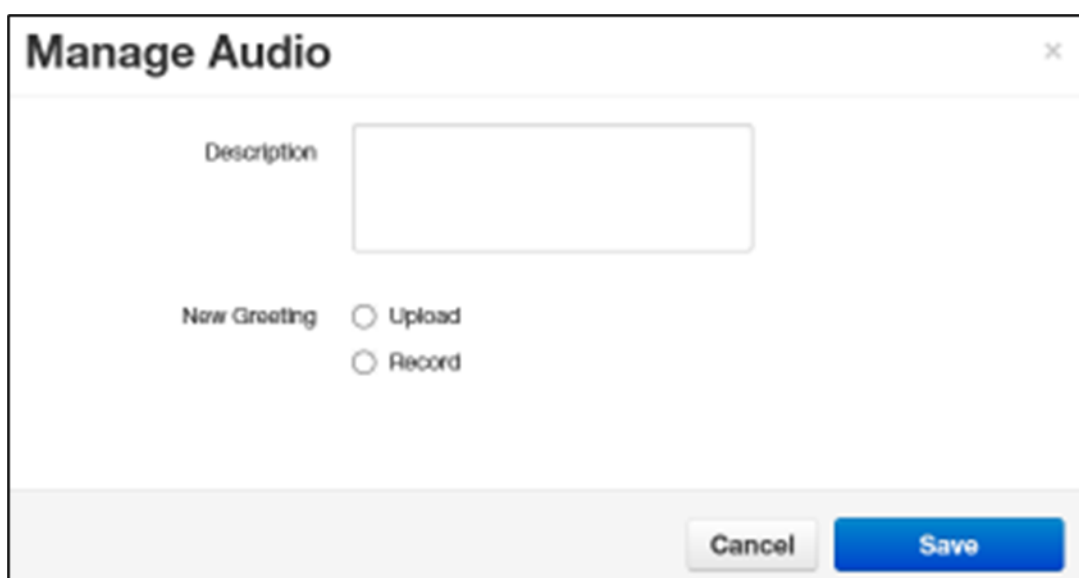 Manage Audio ×
Description
New Greeting Upload
Record
Cancel Save